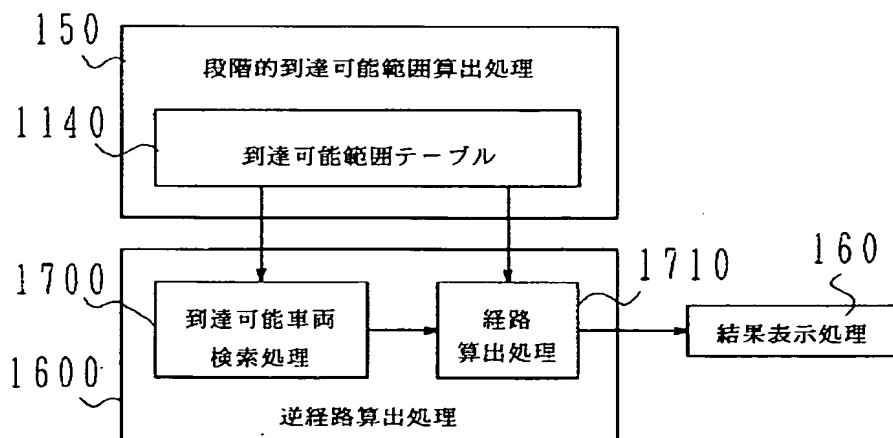 150
段階的到達可能範囲算出処理
1140
到達可能範囲テーブル
1700
到達可能車両
検索処理
1710
経路
算出処理
160
結果表示処理
1600
逆経路算出処理